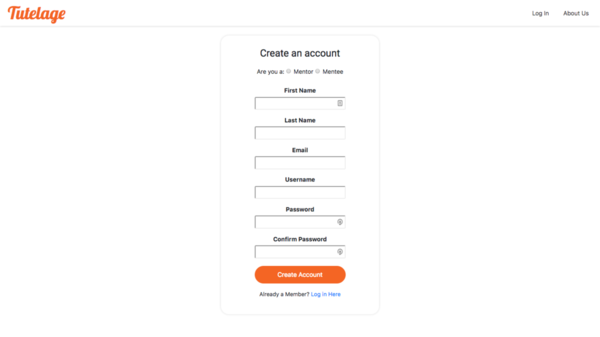 Tutelage
Log In About Us
Create an account
Are you a: Mentor Mentee
First Name
Last Name
Email
Username
Password
Confirm Password
Create Account
Already a Member? Log in Here